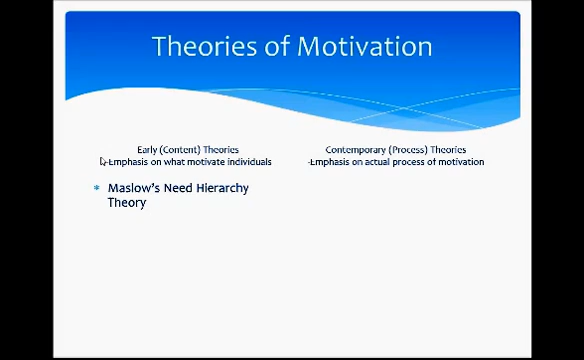 Theories of Motivation
Early (Content) Theories
-Emphasis on what motivate individuals
Maslow's Need Hierarchy
Theory
Contemporary (Process) Theories
-Emphasis on actual process of motivation